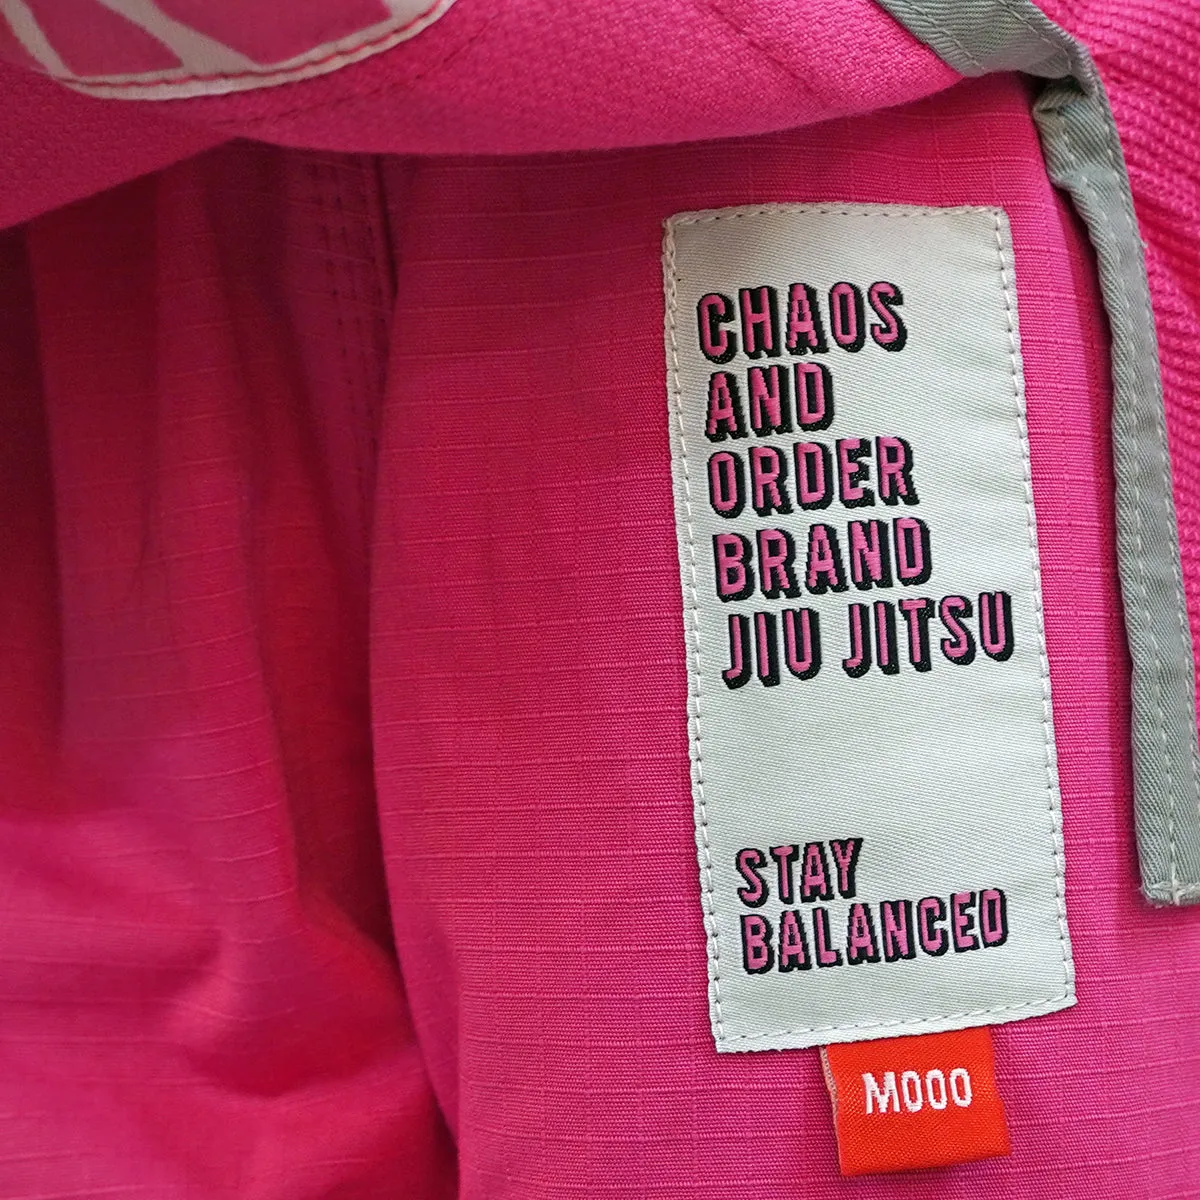 CHAOS
AND
ORDER
BRAND
JIU JITSU
STAY
BALANCED
M000